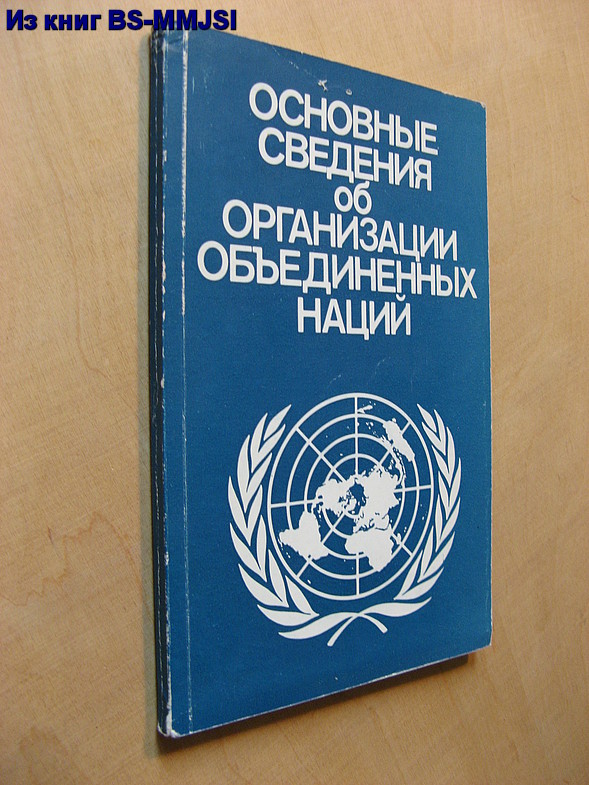 Из книг BS-MMJSI
ОСНОВНЫЕ
СВЕДЕНИЯ
об
ОРГАНИЗАЦИИ
ОБЪЕДИНЕННЫХ
НАЦИЙ